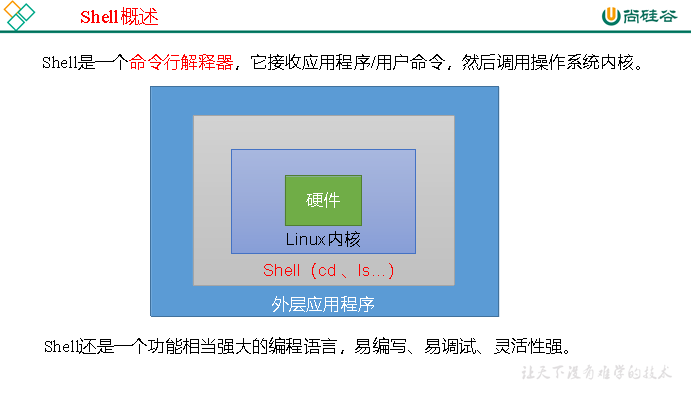 Shell概述
尚硅谷
Shell是一个命令行解释器，它接收应用程序/用户命令，然后调用操作系统内核。
硬件
Linux内核
Shell（cd 、ls…）
外层应用程序
Shell还是一个功能相当强大的编程语言，易编写、易调试、灵活性强。
让天下没有难学的技术